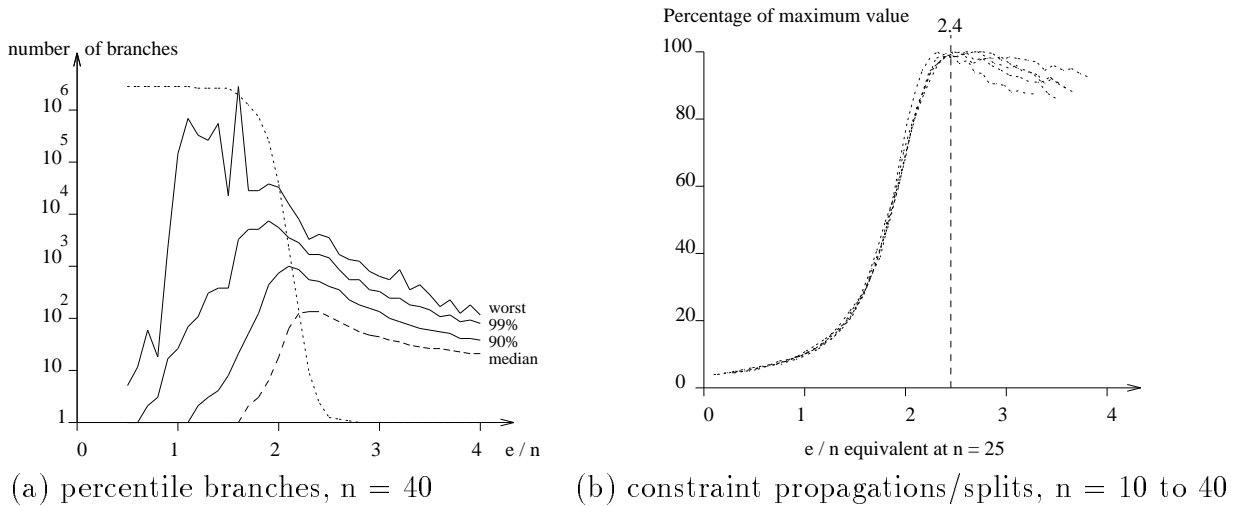 number of branches
10^6
10^5
10^4
10^3
10^2
10
1
0 1 2 3 4 e / n
worst
99%
90%
median
(a) percentile branches, n = 40
Percentage of maximum value
2.4
100
80
60
40
20
0
0 1 2 3 4
e / n equivalent at n = 25
(b) constraint propagations/splits, n = 10 to 40